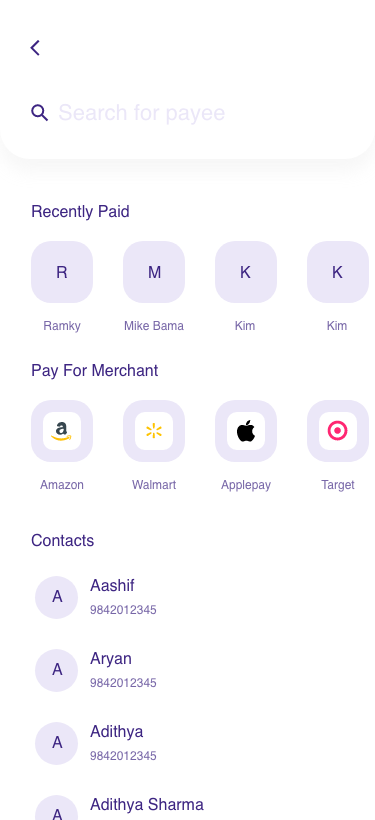 Search for payee
Recently Paid
R M K K
Ramky Mike Bama Kim Kim
Pay For Merchant
a
Amazon Walmart Applepay Target
Contacts
A
Aashif
9842012345
A
Aryan
9842012345
A
Adithya
9842012345
A
Adithya Sharma